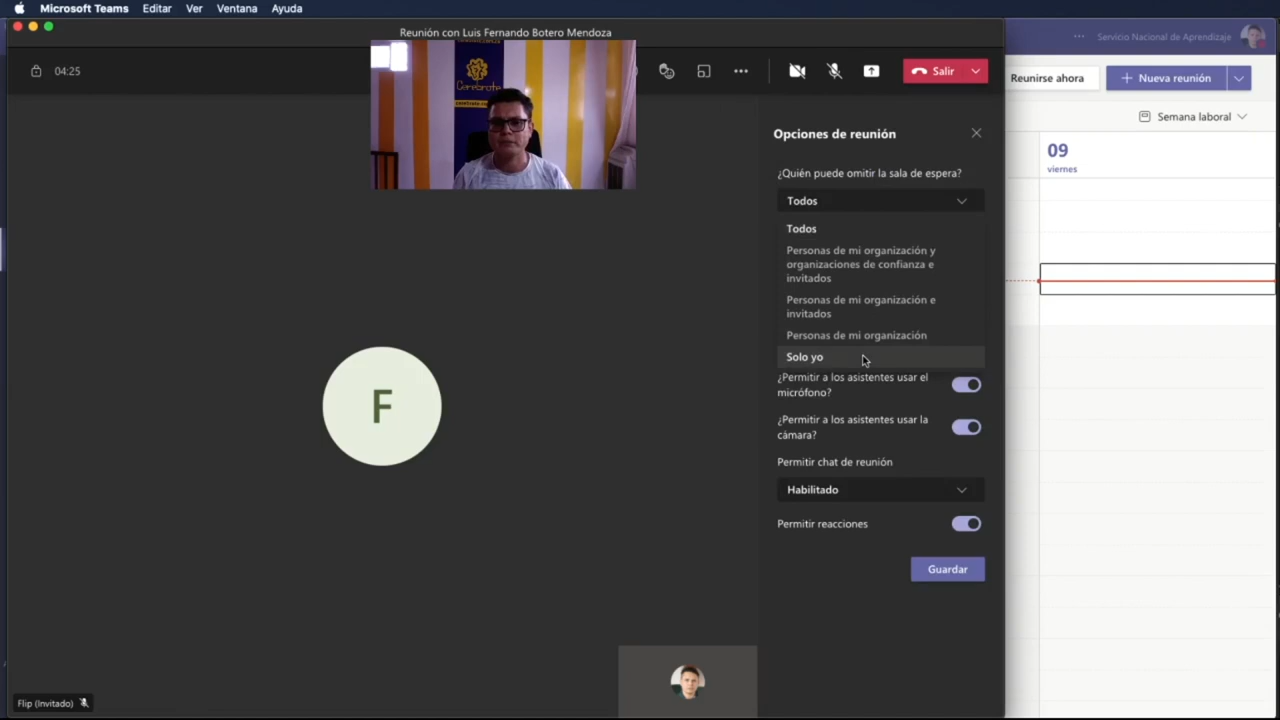 Microsoft Teams Editar Ver Ventana Ayuda
Reunión con Luis Fernando Botero Mendoza
Servicio Nacional de Aprendizaje
04:25
Salir
Reunirse ahora
Nueva reunión
Semana laboral
Cerebrate
Opciones de reunión
09
viernes
¿Quién puede omitir la sala de espera?
Todos
Todos
Personas de mi organización y
organizaciones de confianza e
invitados
Personas de mi organización e
invitados
Personas de mi organización
Solo yo
¿Permitir a los asistentes usar el
micrófono?
¿Permitir a los asistentes usar la
cámara?
Permitir chat de reunión
Habilitado
Permitir reacciones
Guardar
F
Flip (Invitado)